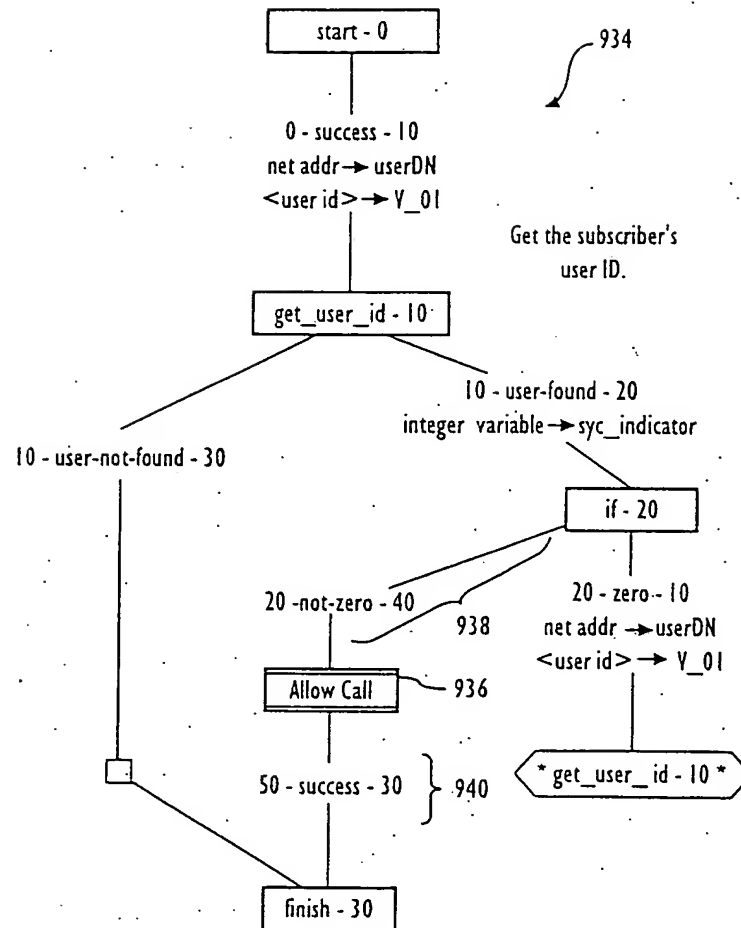 start - 0
934
0 - success - 10
net addr → userDN
<user id> → V_01
Get the subscriber's
user ID.
get_user_id - 10
10 - user-found - 20
integer variable → syc_indicator
10 - user-not-found - 30
if - 20
20 -not-zero - 40
938
20 - zero - 10
net addr → userDN
<user id> → V_01
Allow Call
936
50 - success - 30
940
* get_user_id - 10 *
finish - 30